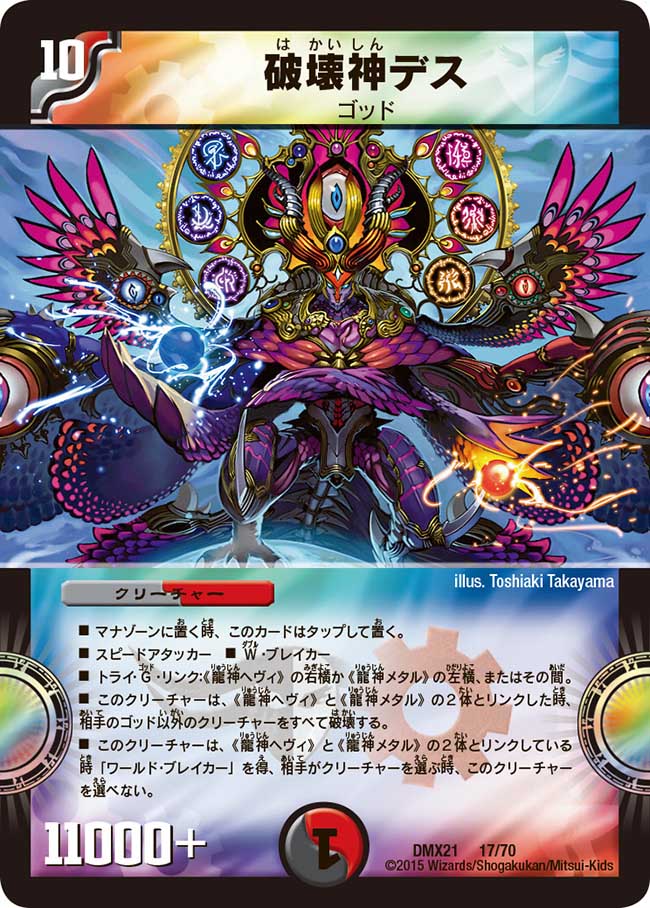 10
破壊神デス
ゴッド
illus. Toshiaki Takayama
クリーチャー
■ マナゾーンに置く時、このカードはタップして置く。
■ スピードアタッカー ■ W・ブレイカー
■ トライ・G・リンク:《龍神ヘヴィ》の右横か《龍神メタル》の左横、またはその間。
■ このクリーチャーは、《龍神ヘヴィ》と《龍神メタル》の2体とリンクした時、
相手のゴッド以外のクリーチャーをすべて破壊する。
■ このクリーチャーは、《龍神ヘヴィ》と《龍神メタル》の2体とリンクしている
時「ワールド・ブレイカー」を得、相手がクリーチャーを選ぶ時、このクリーチャー
を選べない。
11000+
1
DMX21 17/70
©2015 Wizards/Shogakukan/Mitsui-Kids